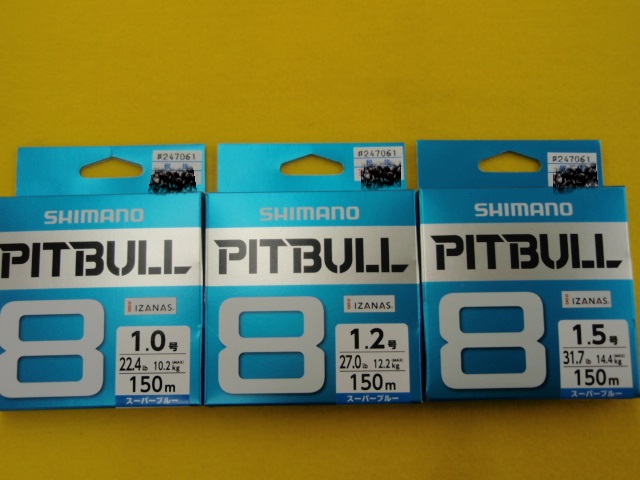 #247061
SHIMANO
PITBULL
8
IZANAS
1.0号
22.4lb 10.2kg (MAX)
150m
スーパーブルー
#247061
SHIMANO
PITBULL
8
IZANAS
1.2号
27.0lb 12.2kg (MAX)
150m
スーパーブルー
#247061
SHIMANO
PITBULL
8
IZANAS
1.5号
31.7lb 14.4kg (MAX)
150m
スーパーブルー